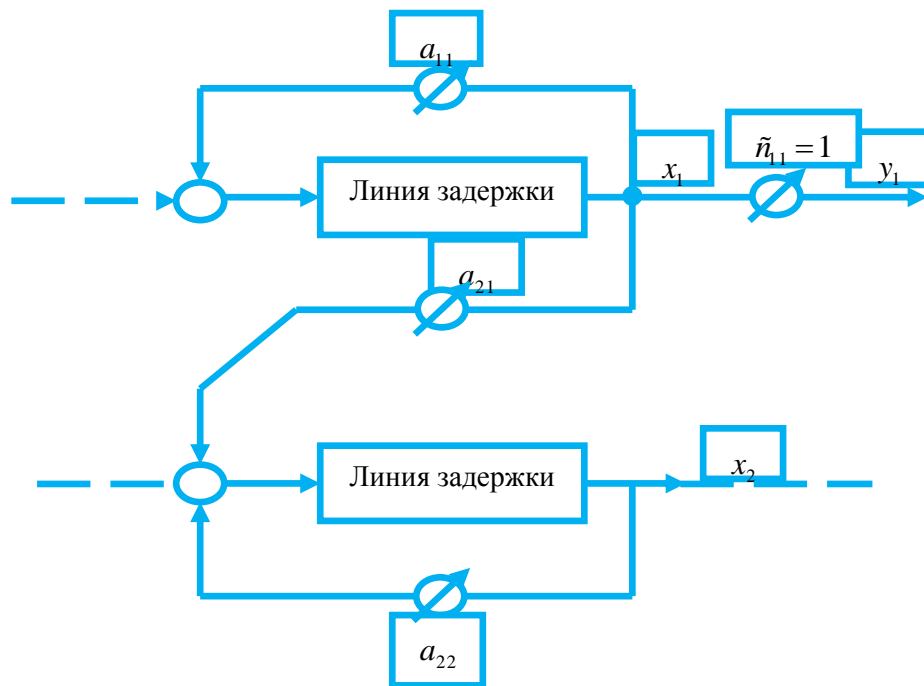 a₁₁
ñ₁₁ = 1
Линия задержки
x₁
y₁
a₂₁
Линия задержки
x₂
a₂₂